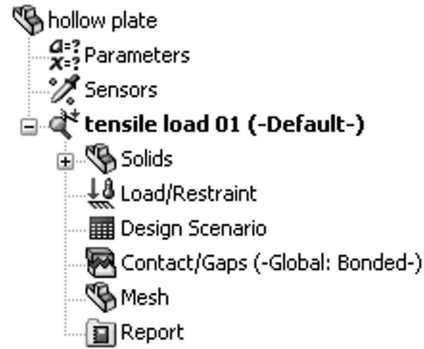 hollow plate
a=?
x=?
Parameters
Sensors
tensile load 01 (-Default-)
Solids
Load/Restraint
Design Scenario
Contact/Gaps (-Global: Bonded-)
Mesh
Report